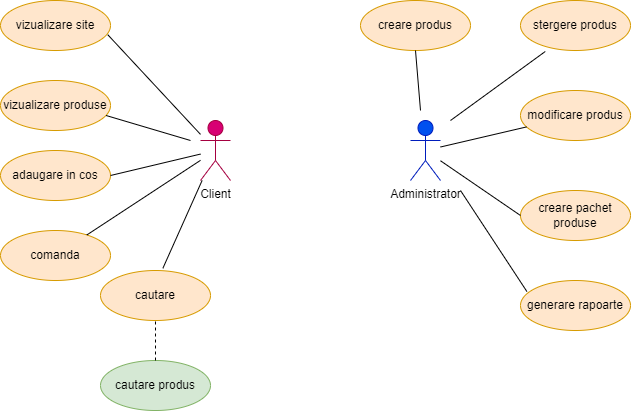 vizualizare site
creare produs
stergere produs
vizualizare produse
modificare produs
adaugare in cos
Client
Administrator
creare pachet
produse
comanda
cautare
generare rapoarte
cautare produs